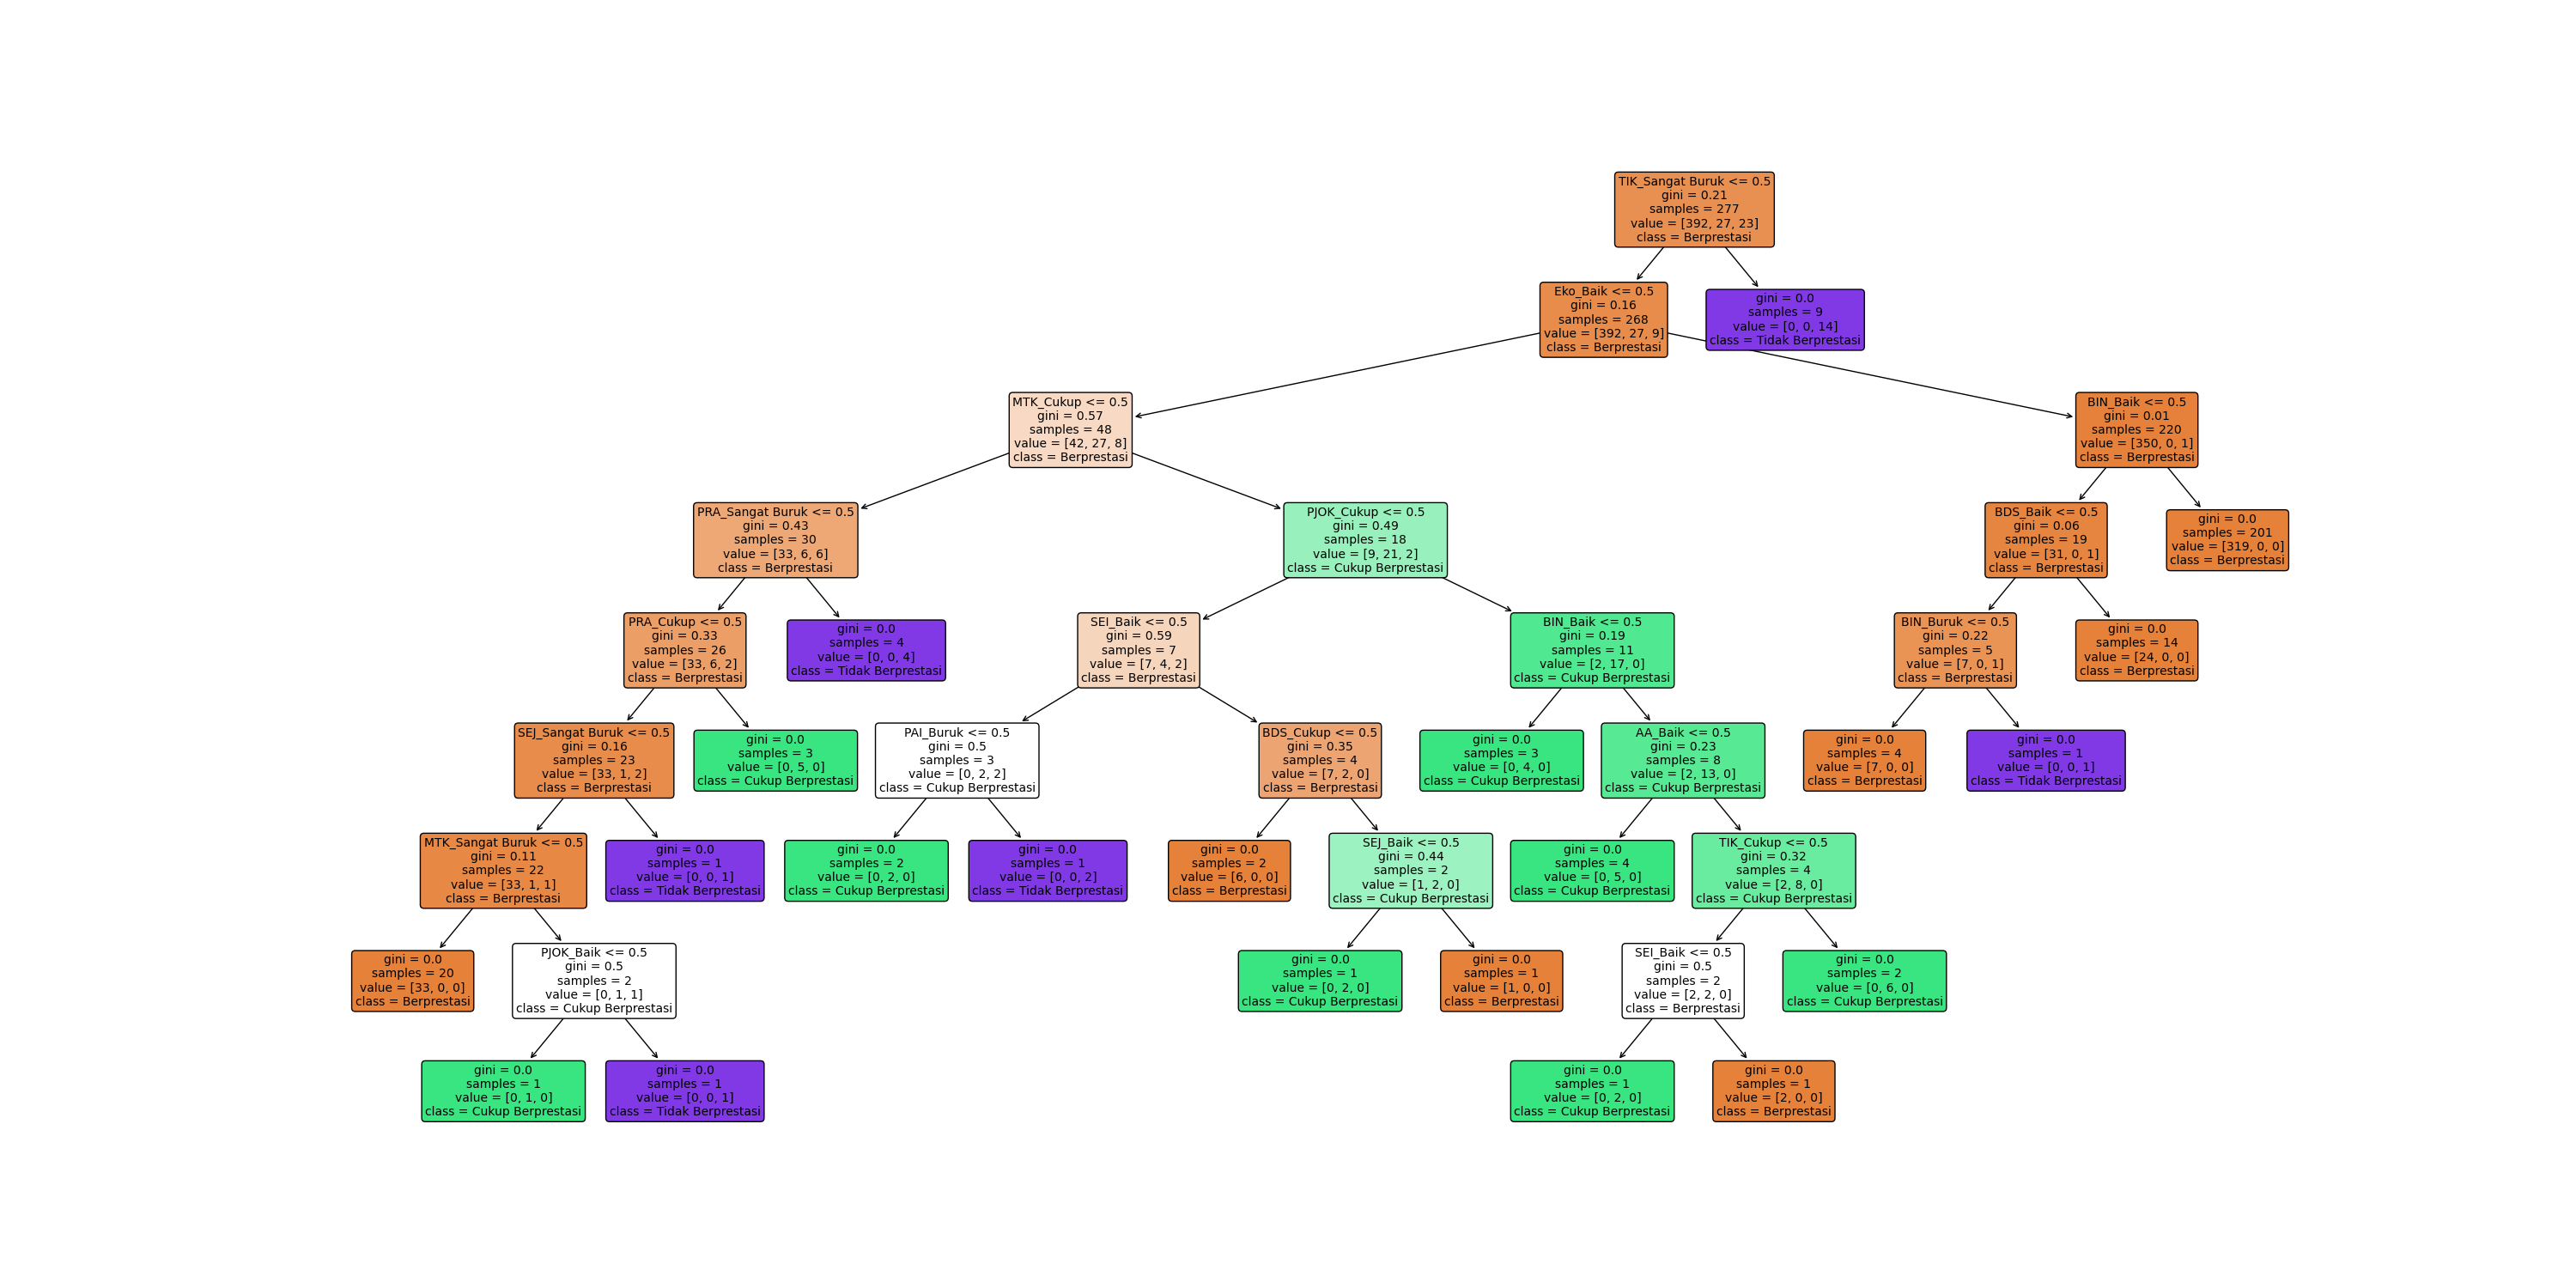 TIK_Sangat Buruk <= 0.5
gini = 0.21
samples = 277
value = [392, 27, 23]
class = Berprestasi
Eko_Baik <= 0.5
gini = 0.16
samples = 268
value = [392, 27, 9]
class = Berprestasi
gini = 0.0
samples = 9
value = [0, 0, 14]
class = Tidak Berprestasi
MTK_Cukup <= 0.5
gini = 0.57
samples = 48
value = [42, 27, 8]
class = Berprestasi
BIN_Baik <= 0.5
gini = 0.01
samples = 220
value = [350, 0, 1]
class = Berprestasi
PRA_Sangat Buruk <= 0.5
gini = 0.43
samples = 30
value = [33, 6, 6]
class = Berprestasi
PJOK_Cukup <= 0.5
gini = 0.49
samples = 18
value = [9, 21, 2]
class = Cukup Berprestasi
BDS_Baik <= 0.5
gini = 0.06
samples = 19
value = [31, 0, 1]
class = Berprestasi
gini = 0.0
samples = 201
value = [319, 0, 0]
class = Berprestasi
PRA_Cukup <= 0.5
gini = 0.33
samples = 26
value = [33, 6, 2]
class = Berprestasi
gini = 0.0
samples = 4
value = [0, 0, 4]
class = Tidak Berprestasi
SEI_Baik <= 0.5
gini = 0.59
samples = 7
value = [7, 4, 2]
class = Berprestasi
BIN_Baik <= 0.5
gini = 0.19
samples = 11
value = [2, 17, 0]
class = Cukup Berprestasi
BIN_Buruk <= 0.5
gini = 0.22
samples = 5
value = [7, 0, 1]
class = Berprestasi
gini = 0.0
samples = 14
value = [24, 0, 0]
class = Berprestasi
SEJ_Sangat Buruk <= 0.5
gini = 0.16
samples = 23
value = [33, 1, 2]
class = Berprestasi
gini = 0.0
samples = 3
value = [0, 5, 0]
class = Cukup Berprestasi
PAI_Buruk <= 0.5
gini = 0.5
samples = 3
value = [0, 2, 2]
class = Cukup Berprestasi
BDS_Cukup <= 0.5
gini = 0.35
samples = 4
value = [7, 2, 0]
class = Berprestasi
gini = 0.0
samples = 3
value = [0, 4, 0]
class = Cukup Berprestasi
AA_Baik <= 0.5
gini = 0.23
samples = 8
value = [2, 13, 0]
class = Cukup Berprestasi
gini = 0.0
samples = 4
value = [7, 0, 0]
class = Berprestasi
gini = 0.0
samples = 1
value = [0, 0, 1]
class = Tidak Berprestasi
MTK_Sangat Buruk <= 0.5
gini = 0.11
samples = 22
value = [33, 1, 1]
class = Berprestasi
gini = 0.0
samples = 1
value = [0, 0, 1]
class = Tidak Berprestasi
gini = 0.0
samples = 2
value = [0, 2, 0]
class = Cukup Berprestasi
gini = 0.0
samples = 1
value = [0, 0, 2]
class = Tidak Berprestasi
gini = 0.0
samples = 2
value = [6, 0, 0]
class = Berprestasi
SEJ_Baik <= 0.5
gini = 0.44
samples = 2
value = [1, 2, 0]
class = Cukup Berprestasi
gini = 0.0
samples = 4
value = [0, 5, 0]
class = Cukup Berprestasi
TIK_Cukup <= 0.5
gini = 0.32
samples = 4
value = [2, 8, 0]
class = Cukup Berprestasi
gini = 0.0
samples = 20
value = [33, 0, 0]
class = Berprestasi
PJOK_Baik <= 0.5
gini = 0.5
samples = 2
value = [0, 1, 1]
class = Cukup Berprestasi
gini = 0.0
samples = 1
value = [0, 2, 0]
class = Cukup Berprestasi
gini = 0.0
samples = 1
value = [1, 0, 0]
class = Berprestasi
SEI_Baik <= 0.5
gini = 0.5
samples = 2
value = [2, 2, 0]
class = Berprestasi
gini = 0.0
samples = 2
value = [0, 6, 0]
class = Cukup Berprestasi
gini = 0.0
samples = 1
value = [0, 1, 0]
class = Cukup Berprestasi
gini = 0.0
samples = 1
value = [0, 0, 1]
class = Tidak Berprestasi
gini = 0.0
samples = 1
value = [0, 2, 0]
class = Cukup Berprestasi
gini = 0.0
samples = 1
value = [2, 0, 0]
class = Berprestasi